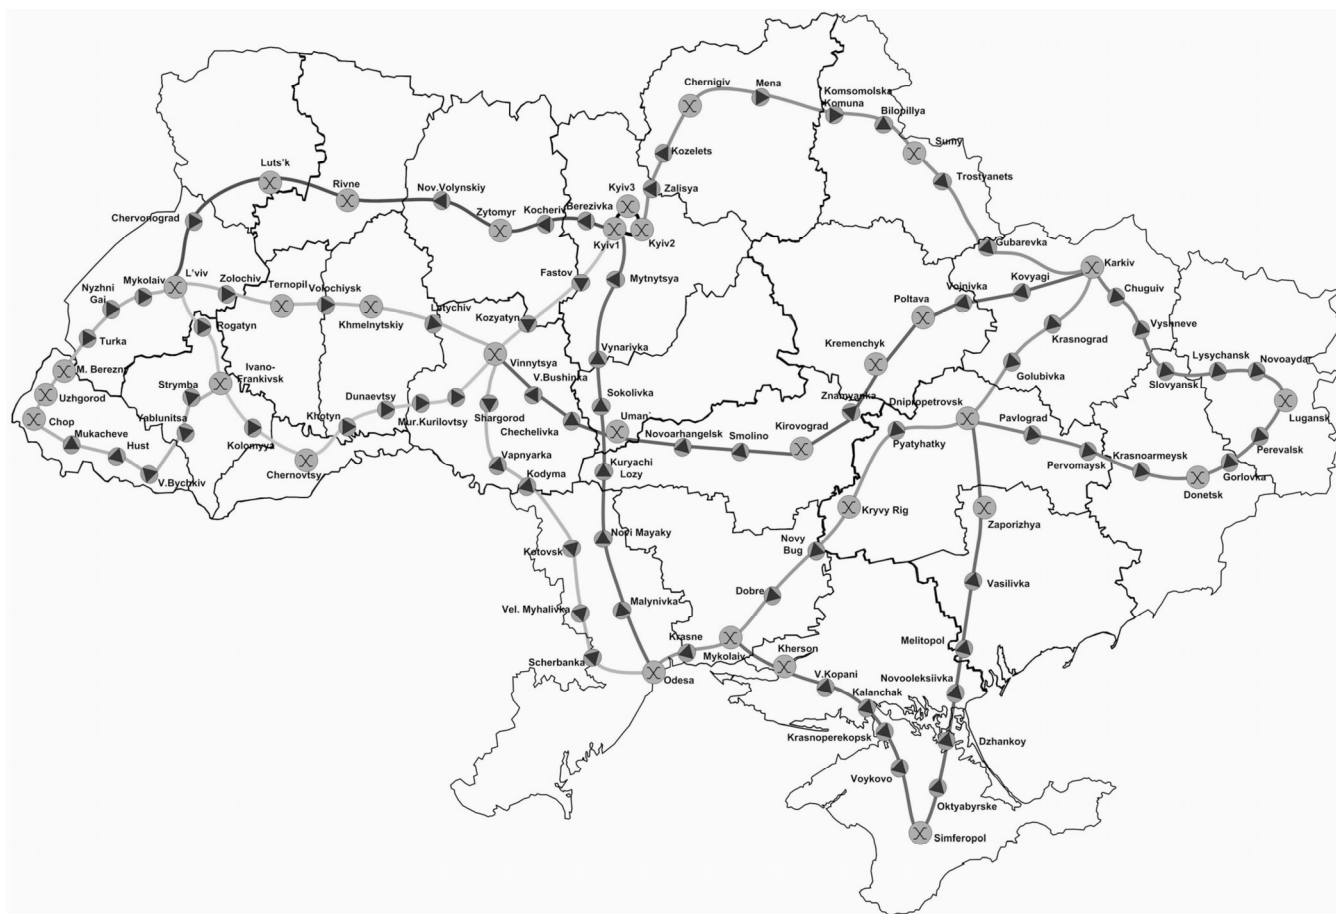 Chernigiv
Mena
Komsomolska
Komuna
Bilopillya
Sumy
Kozelets
Trostyanets
Luts'k
Rivne
Nov.Volynskiy
Kyiv3
Zalisya
Kocheriv
Berezivka
Zytomyr
Chervonograd
Kyiv1
Kyiv2
Gubarevka
Karkiv
Mykolaiv
L'viv
Zolochiv
Ternopil
Volochiysk
Fastov
Mytnytsya
Kovyagi
Chuguiv
Nyzhni
Gai
Vojnivka
Poltava
Latychiv
Khmelnytskiy
Kozyatyn
Rogatyn
Turka
Krasnograd
Vyshneve
Kremenchyk
Vinnytsya
Vynarivka
Lysychansk
Novoaydar
M. Berezny
Ivano-
Frankivsk
Golubivka
Slovyansk
Uzhgorod
Strymba
V.Bushinka
Sokolivka
Dunaevtsy
Znamyanka
Dnipropetrovsk
Lugansk
Chop
Yablunitsa
Khotyn
Mur.Kurilovtsy
Shargorod
Uman'
Pavlograd
Mukacheve
Kolomyya
Chechelivka
Novoarhangelsk
Smolino
Kirovograd
Pyatyhatky
Perevalsk
Hust
Vapnyarka
Kuryachi
Lozy
Krasnoarmeysk
Pervomaysk
Gorlovka
Chernovtsy
V.Bychkiv
Kodyma
Donetsk
Kryvy Rig
Zaporizhya
Kotovsk
Novi Mayaky
Novy
Bug
Vasilivka
Dobre
Vel. Myhalivka
Malynivka
Krasne
Melitopol
Kherson
Mykolaiv
Scherbanka
Odesa
V.Kopani
Novooleksiivka
Kalanchak
Krasnoperekopsk
Dzhankoy
Voykovo
Oktyabyrske
Simferopol